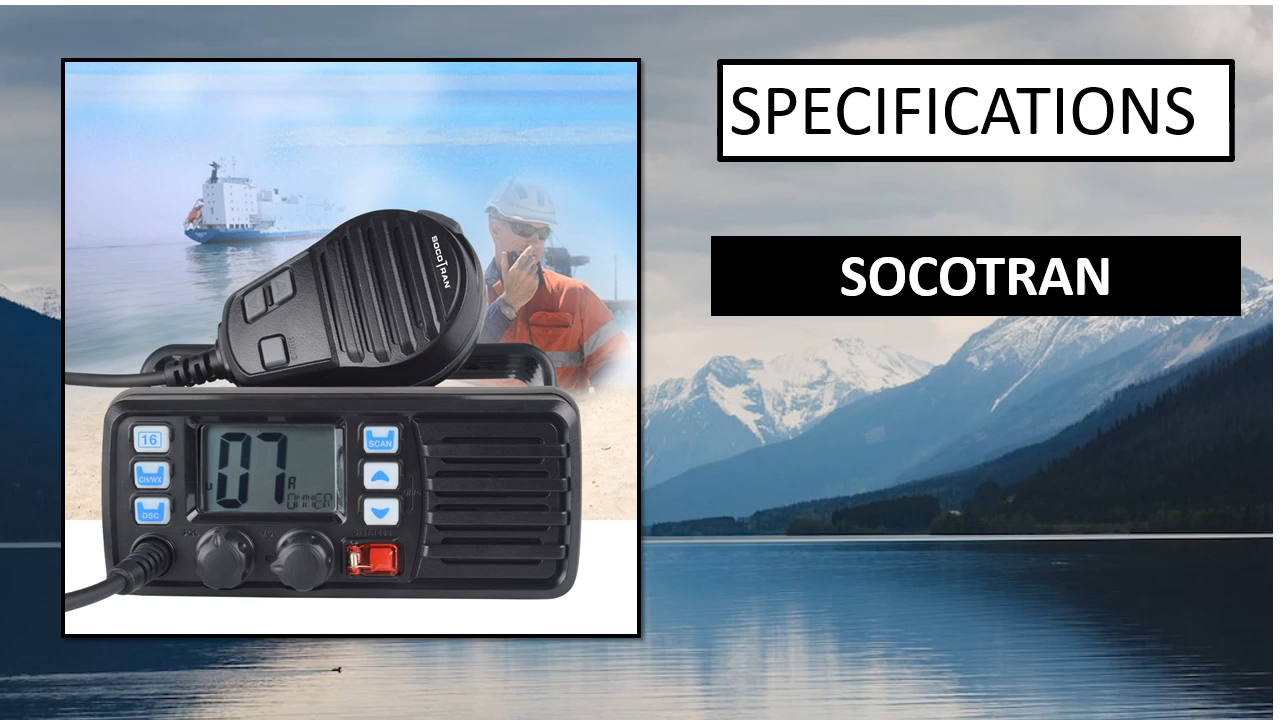 SPECIFICATIONS
SOCOTRAN
SOCOTRAN
16
SCAN
CH/WX
DSC
07
A